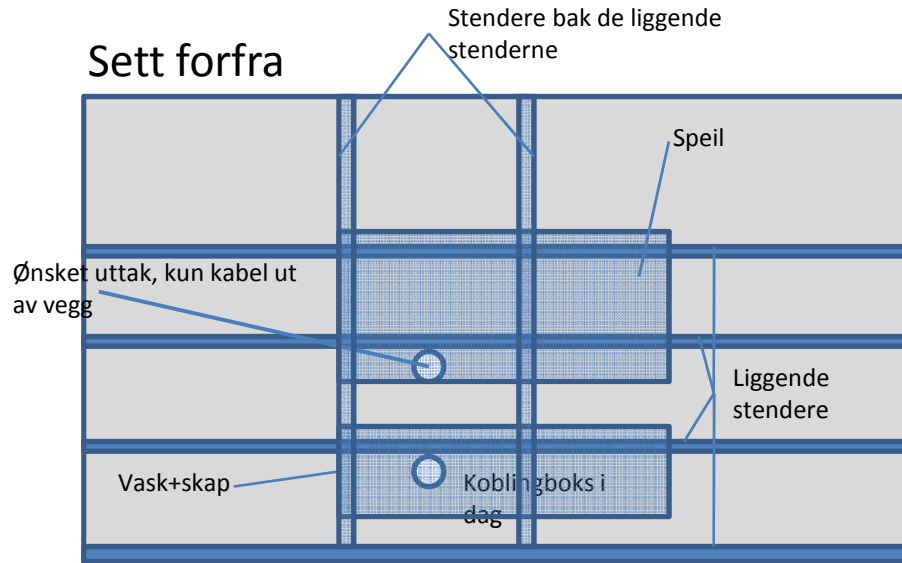 Stendere bak de liggende
stenderne
Sett forfra
Speil
Ønsket uttak, kun kabel ut
av vegg
Liggende
stendere
Vask+skap
Koblingboks i
dag